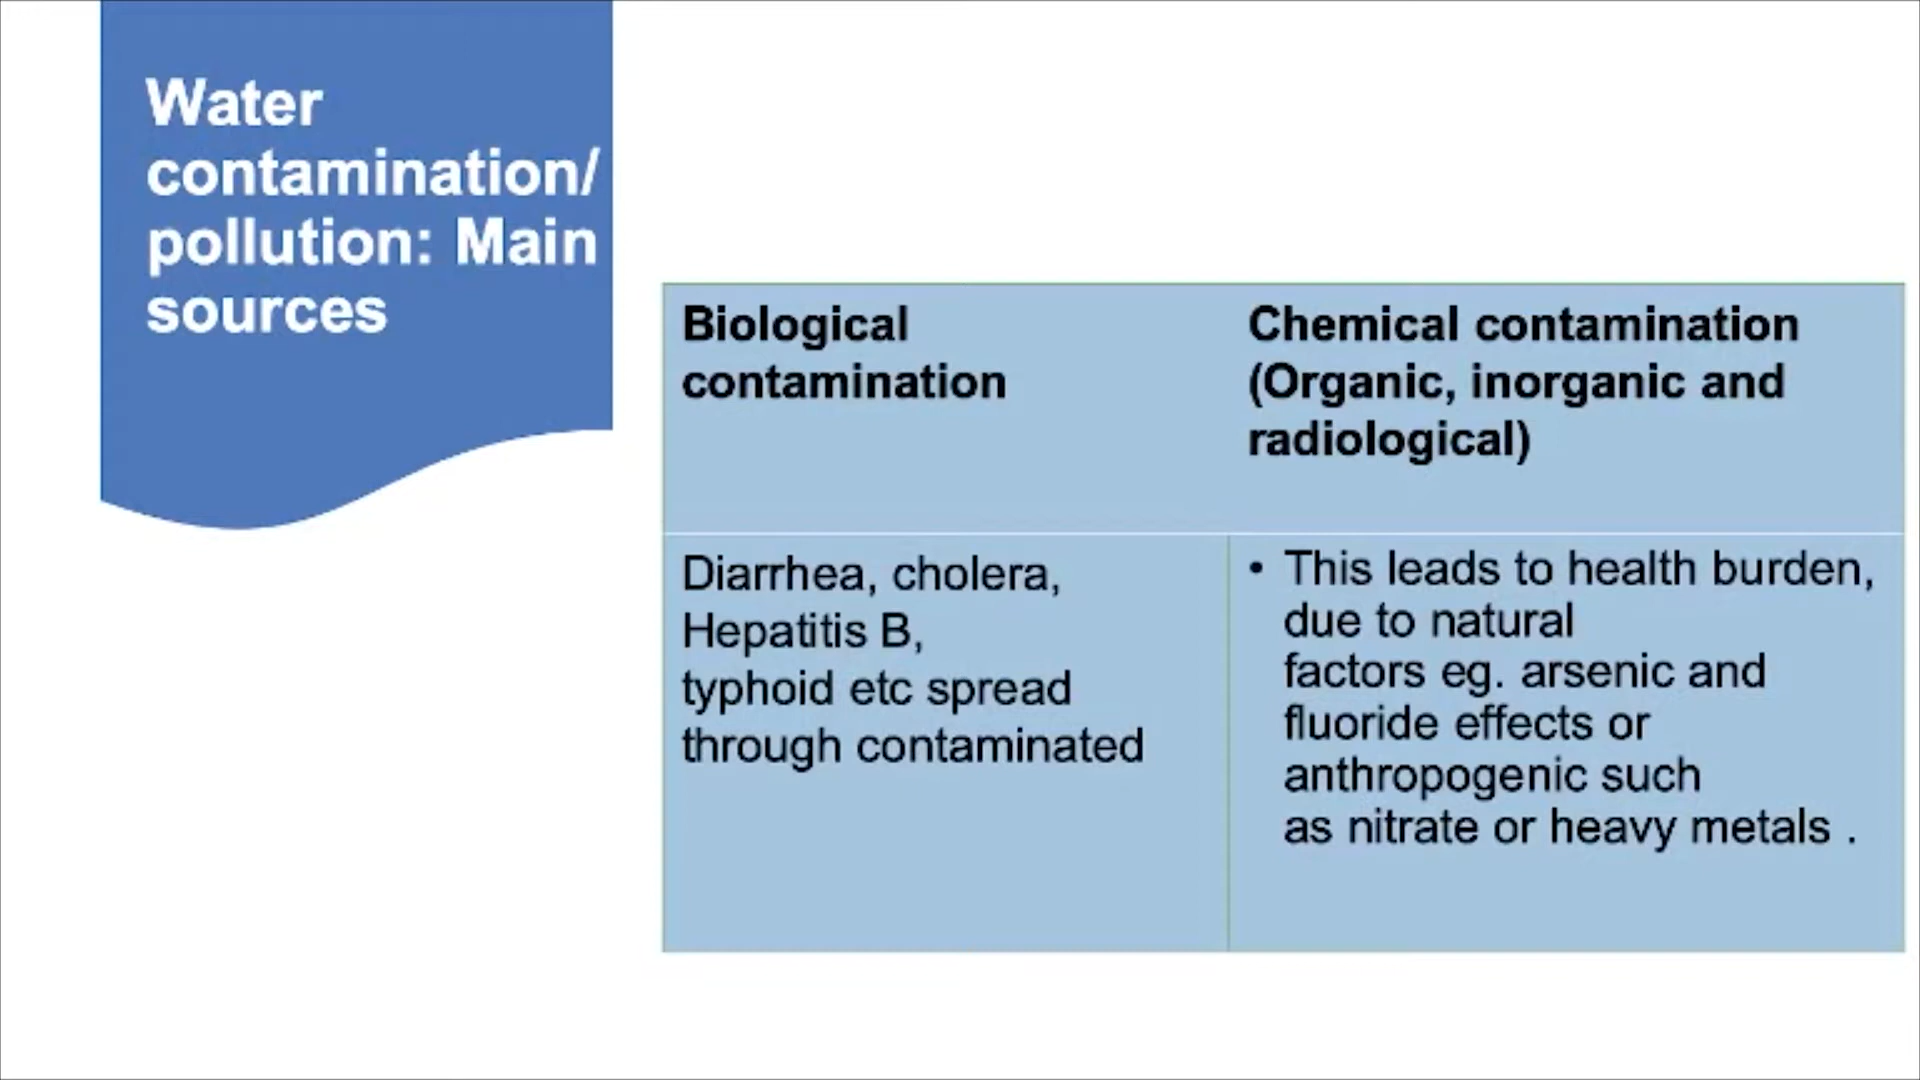 Water
contamination/
pollution: Main
sources
Biological
contamination
Chemical contamination
(Organic, inorganic and
radiological)
Diarrhea, cholera,
Hepatitis B,
typhoid etc spread
through contaminated
• This leads to health burden,
due to natural
factors eg. arsenic and
fluoride effects or
anthropogenic such
as nitrate or heavy metals .